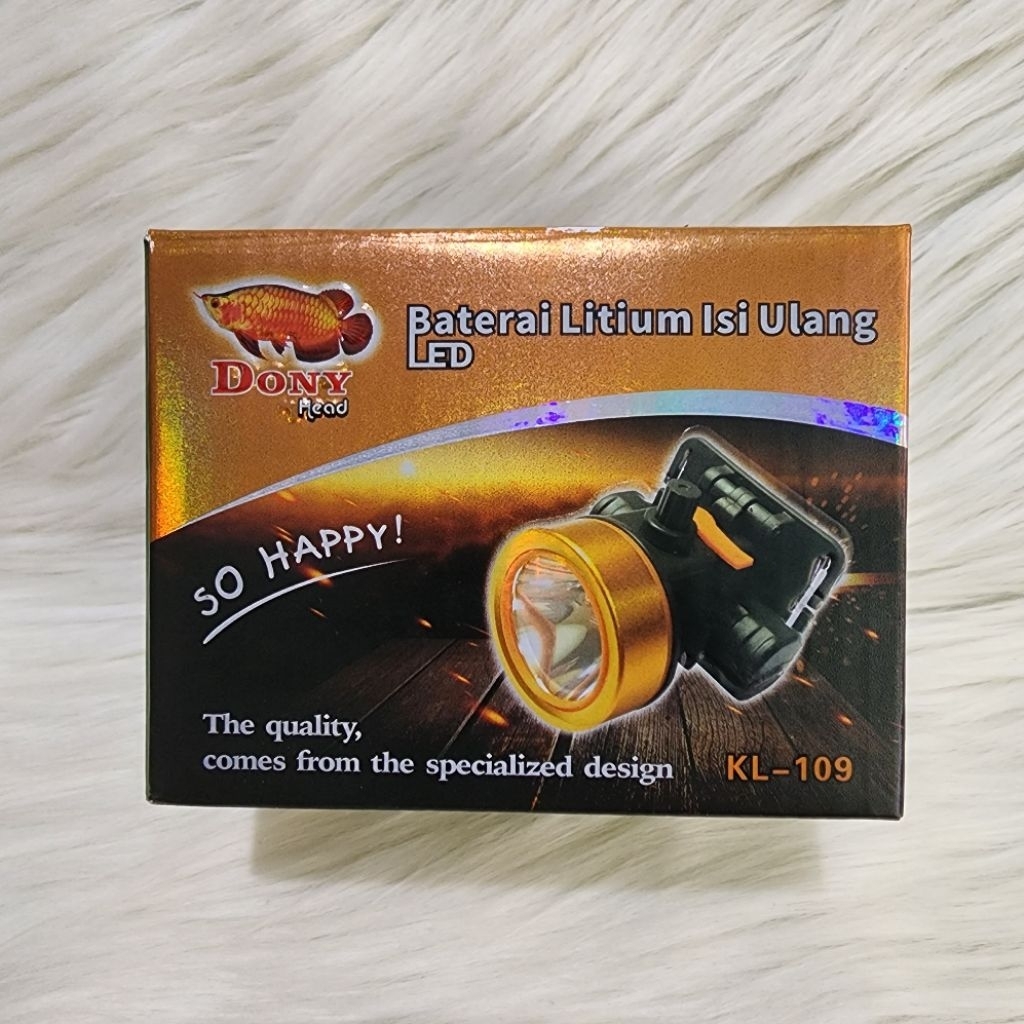 DONY
Head
Baterai Litium Isi Ulang
LED
SO HAPPY!
The quality,
comes from the specialized design
KL-109